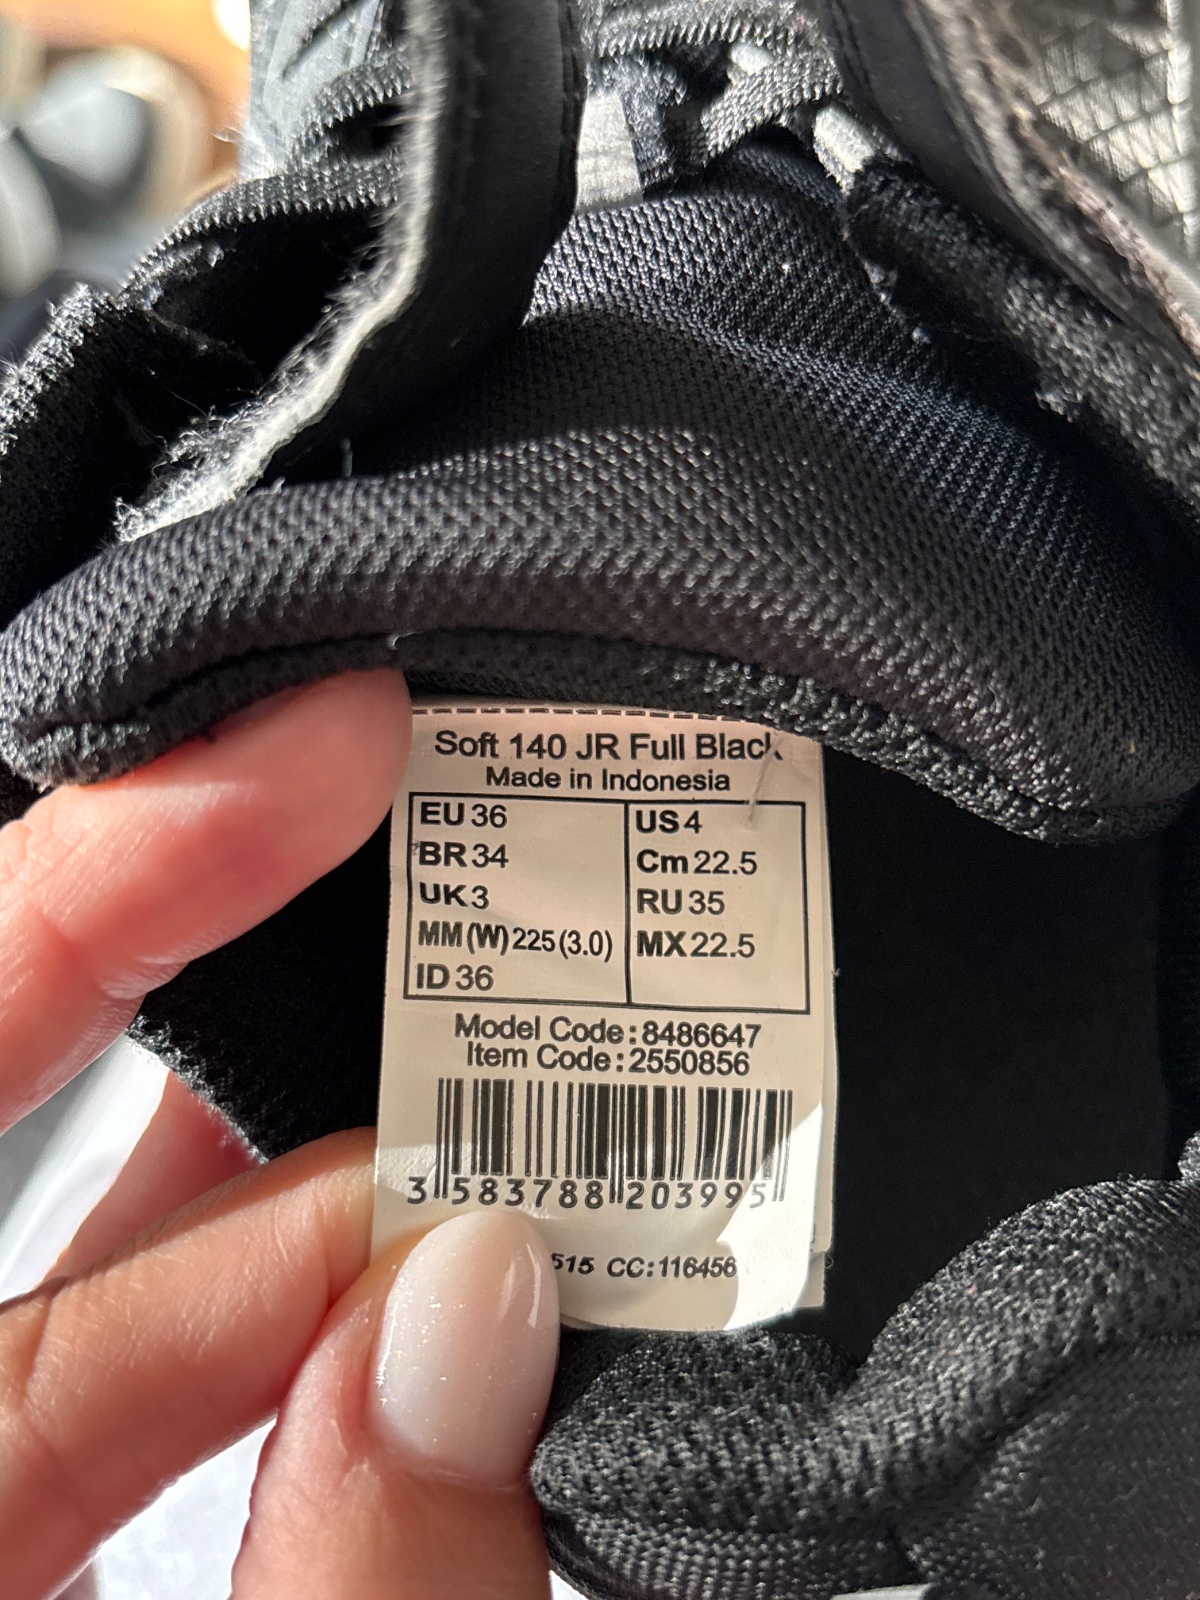 Soft 140 JR Full Black
Made in Indonesia
EU 36
BR 34
UK 3
MM (W) 225 (3.0)
ID 36
US 4
Cm 22.5
RU 35
MX 22.5
Model Code: 8486647
Item Code: 2550856
3 583788 203995
515 CC:116456